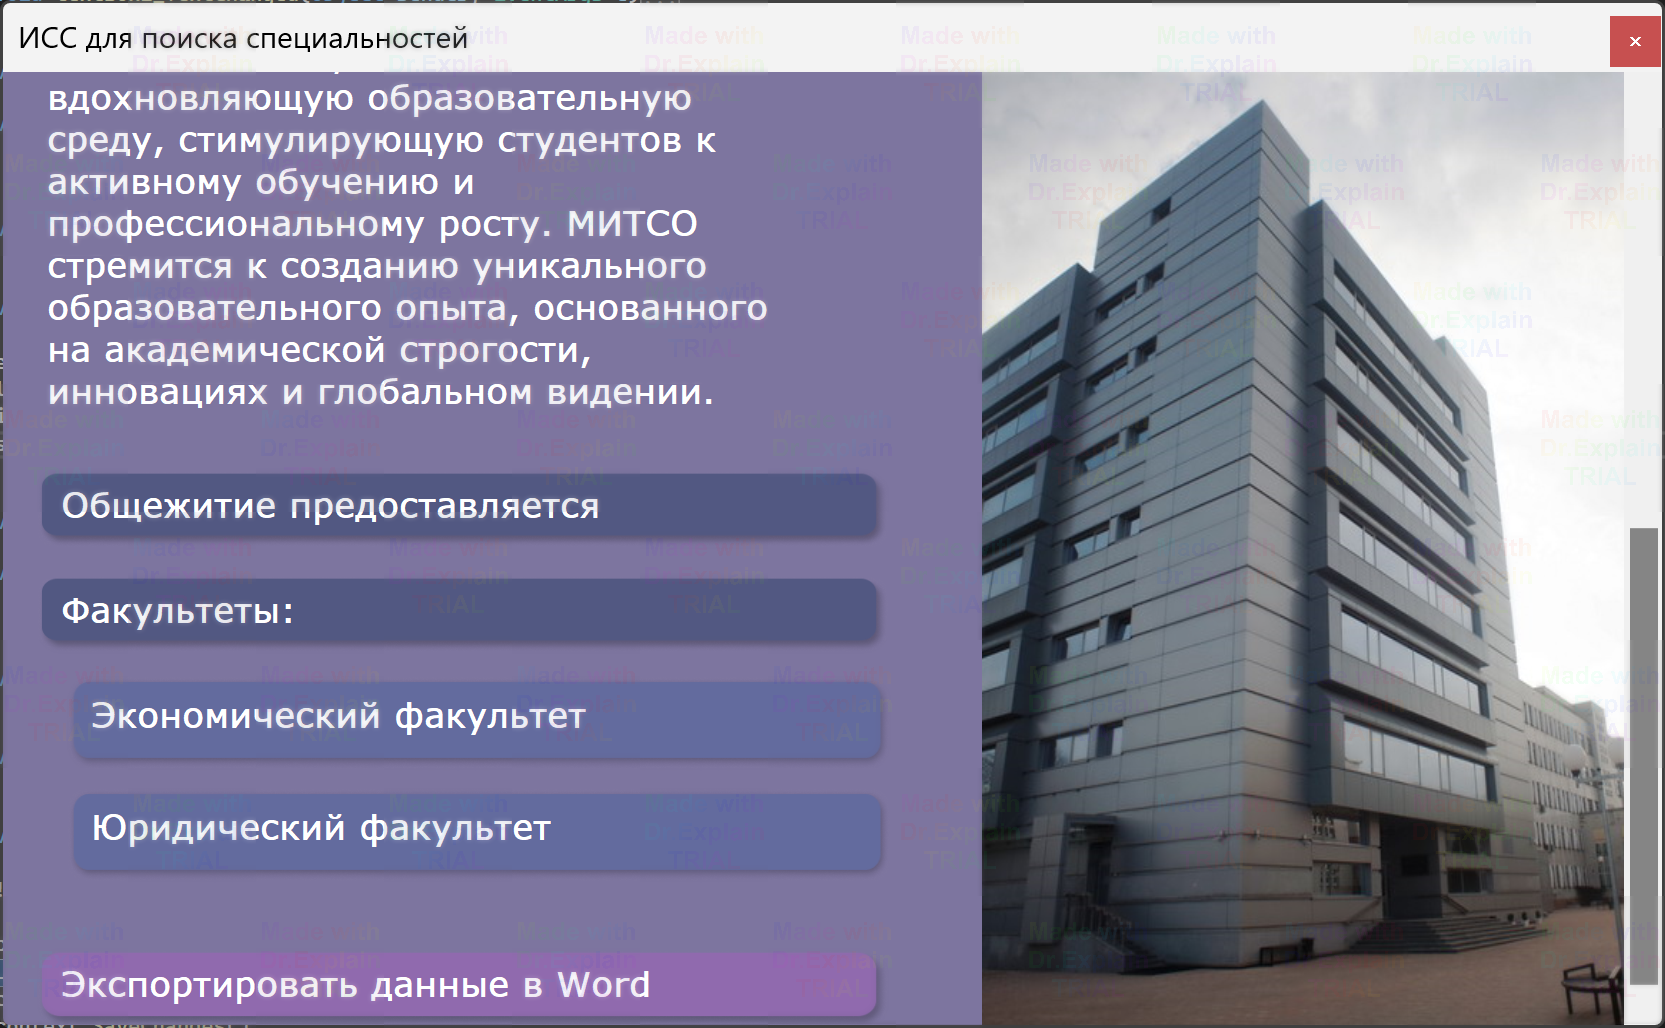 ИСС для поиска специальностей
×
вдохновляющую образовательную
среду, стимулирующую студентов к
активному обучению и
профессиональному росту. МИТСО
стремится к созданию уникального
образовательного опыта, основанного
на академической строгости,
инновациях и глобальном видении.
Общежитие предоставляется
Факультеты:
Экономический факультет
Юридический факультет
Экспортировать данные в Word
Made with
Dr.Explain
TRIAL